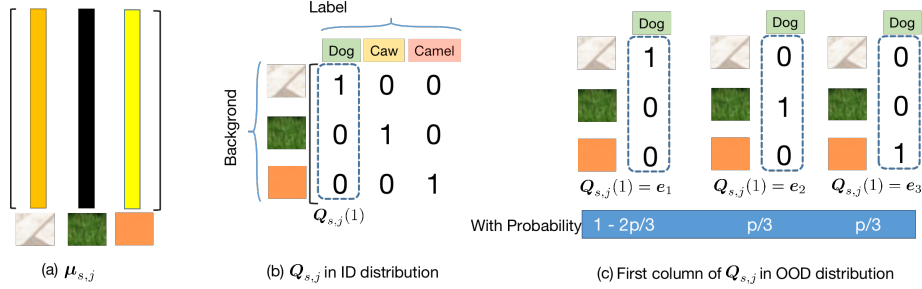 Label
Dog Caw Camel
Background
1 0 0
0 1 0
0 0 1
Q_{s,j}(1)
Dog Dog Dog
1 0 0
0 1 0
0 0 1
Q_{s,j}(1) = e_1 Q_{s,j}(1) = e_2 Q_{s,j}(1) = e_3
With Probability 1 - 2p/3 p/3 p/3
(a) μ_{s,j}
(b) Q_{s,j} in ID distribution
(c) First column of Q_{s,j} in OOD distribution